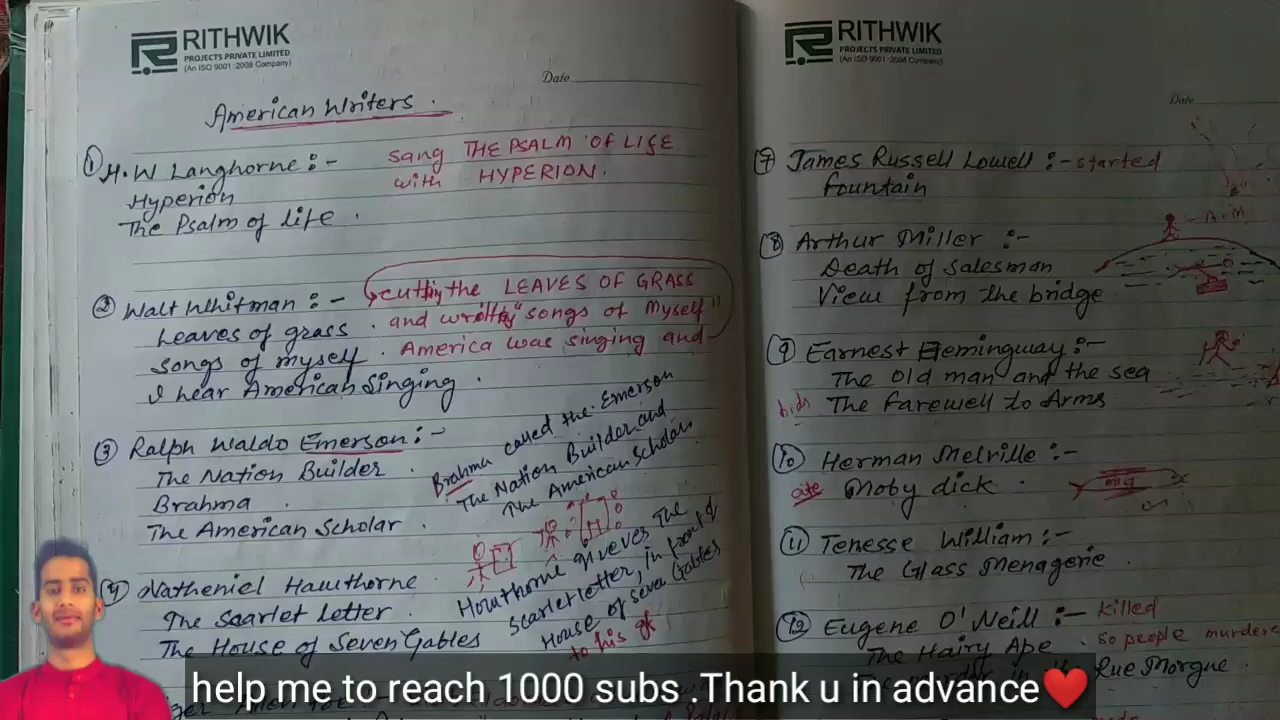 RITHWIK
PROJECTS PRIVATE LIMITED
(An ISO 9001 :2008 Company)
Date
American Writers .
① H.W Langhorne :-
Hyperion
The Psalm of life .
sang THE PSALM OF LIFE
with HYPERION.
② Walt Whitman :-
Leaves of grass .
Songs of myself .
I hear American Singing .
cutting the LEAVES OF GRASS
and writting "songs of Myself"
America was singing and
③ Ralph Waldo Emerson :-
The Nation Builder .
Brahma .
The American Scholar .
Brahma called the Emerson
The Nation Builder and
The American Scholar
④ Natheniel Hawthorne .
The Scarlet Letter .
The House of Seven Gables
Howthorne giveves The
Scarlet letter, in front of
House of seven Gables
to his gf
RITHWIK
PROJECTS PRIVATE LIMITED
(An ISO 9001 :2008 Company)
Date
⑦ James Russell Lowell :- started
fountain
⑧ Arthur Miller :-
Death of Salesman
View from the bridge
A.M
⑨ Earnest Hemingway :-
The Old man and the sea
bids The Farewell to Arms
⑩ Herman Melville :-
ate Moby dick .
⑪ Tenesse William :-
The Glass Menagerie .
⑫ Eugene O'Neill :- killed
The Hairy Ape . so people murdere
Rue Morgue
help me to reach 1000 subs .Thank u in advance❤️